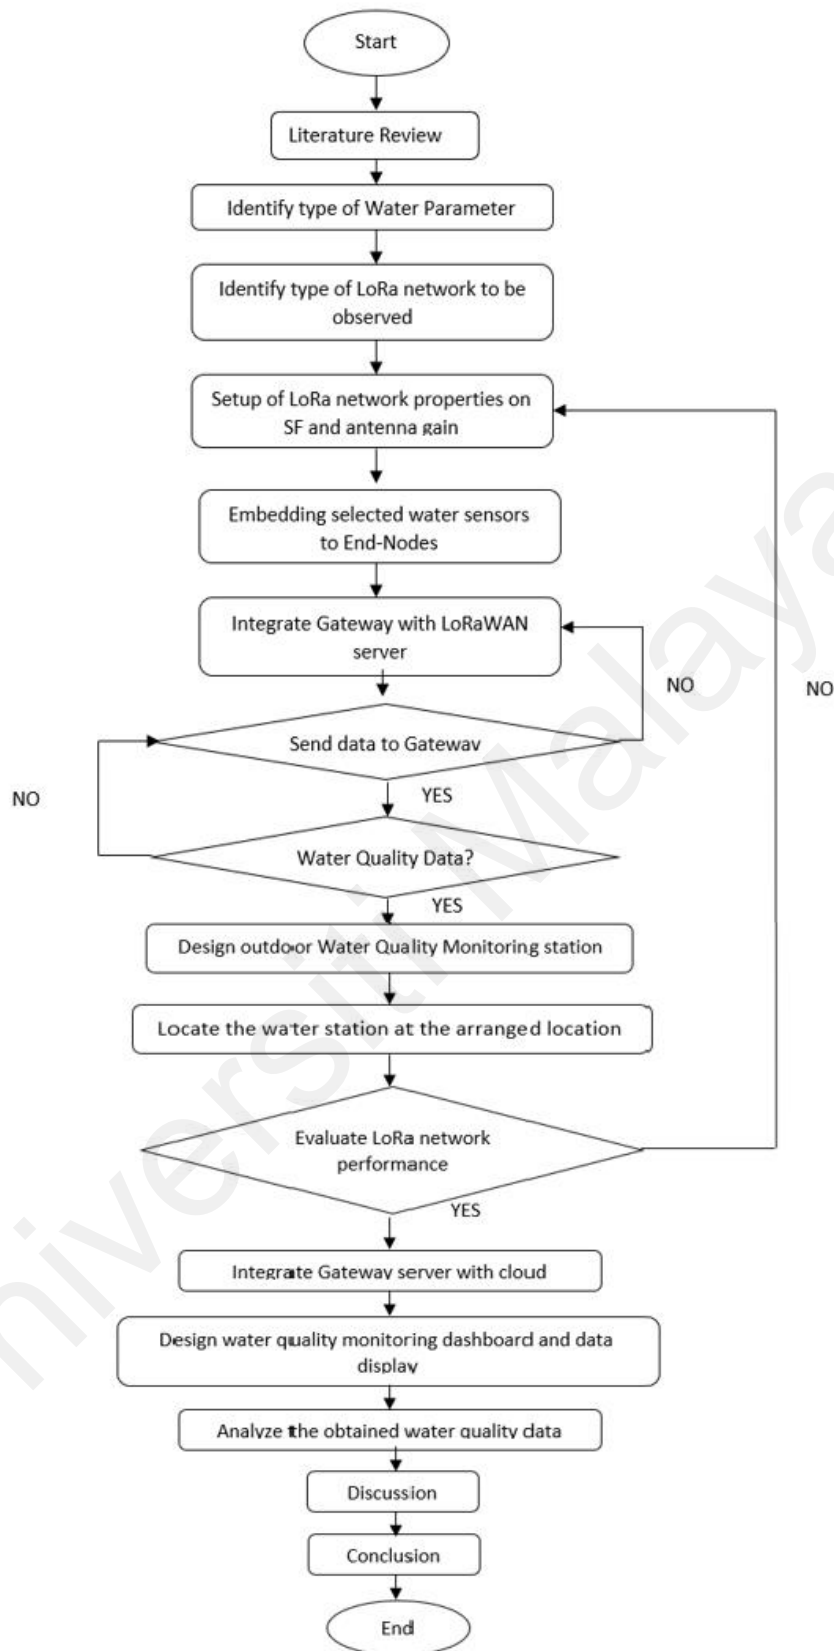 Start
Literature Review
Identify type of Water Parameter
Identify type of LoRa network to be
observed
Setup of LoRa network properties on
SF and antenna gain
Embedding selected water sensors
to End-Nodes
Integrate Gateway with LoRaWAN
server
NO
NO
Send data to Gateway
NO
YES
Water Quality Data?
YES
Design outdoor Water Quality Monitoring station
Locate the water station at the arranged location
Evaluate LoRa network
performance
YES
Integrate Gateway server with cloud
Design water quality monitoring dashboard and data
display
Analyze the obtained water quality data
Discussion
Conclusion
End
niversiti Malaya